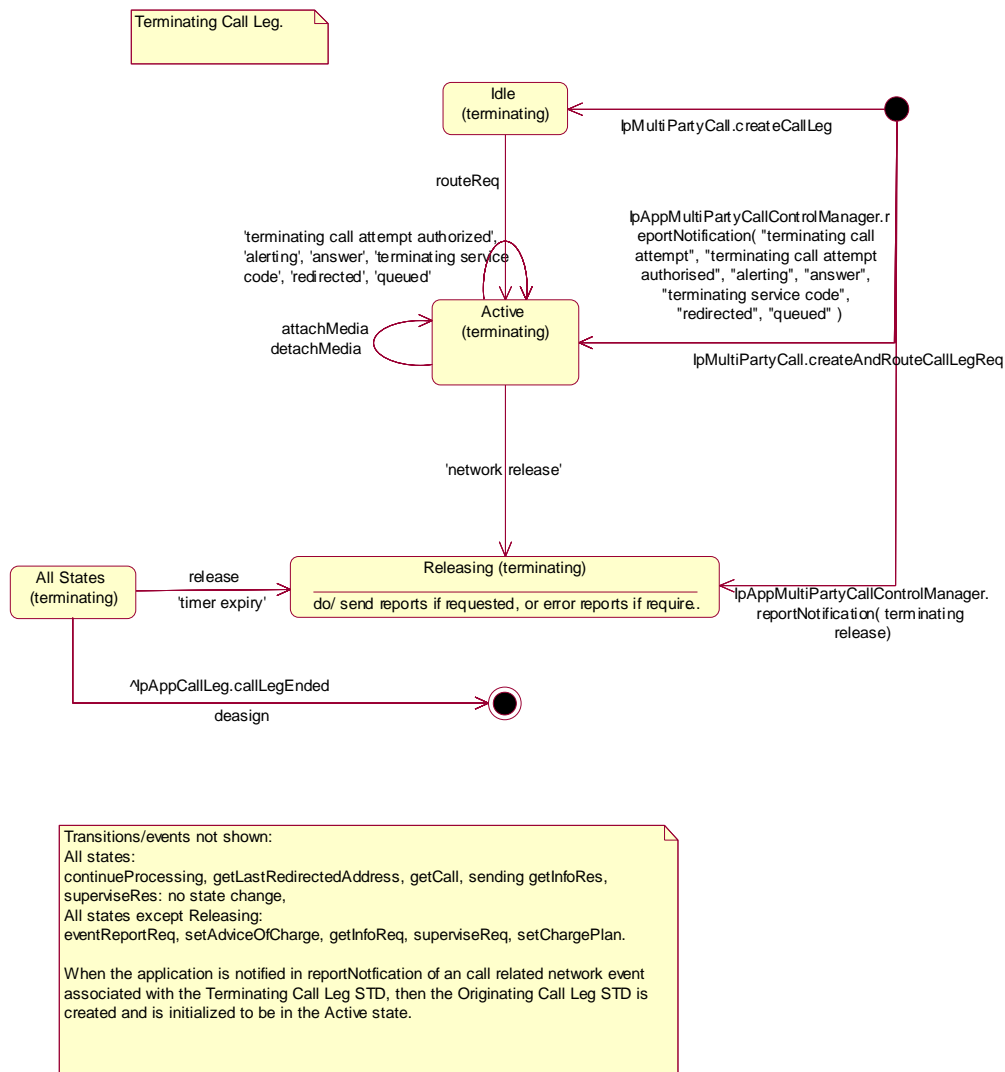 Terminating Call Leg.
Idle
(terminating)
IpMultiPartyCall.createCallLeg
routeReq
IpAppMultiPartyCallControlManager.r
eportNotification( "terminating call
attempt", "terminating call attempt
authorised", "alerting", "answer",
"terminating service code",
"redirected", "queued" )
'terminating call attempt authorized',
'alerting', 'answer', 'terminating service
code', 'redirected', 'queued'
Active
(terminating)
attachMedia
detachMedia
IpMultiPartyCall.createAndRouteCallLegReq
'network release'
All States
(terminating)
release
'timer expiry'
Releasing (terminating)
do/ send reports if requested, or error reports if require..
IpAppMultiPartyCallControlManager.
reportNotification( terminating
release)
^IpAppCallLeg.callLegEnded
deasign
Transitions/events not shown:
All states:
continueProcessing, getLastRedirectedAddress, getCall, sending getInfoRes,
superviseRes: no state change,
All states except Releasing:
eventReportReq, setAdviceOfCharge, getInfoReq, superviseReq, setChargePlan.
When the application is notified in reportNotfication of an call related network event
associated with the Terminating Call Leg STD, then the Originating Call Leg STD is
created and is initialized to be in the Active state.